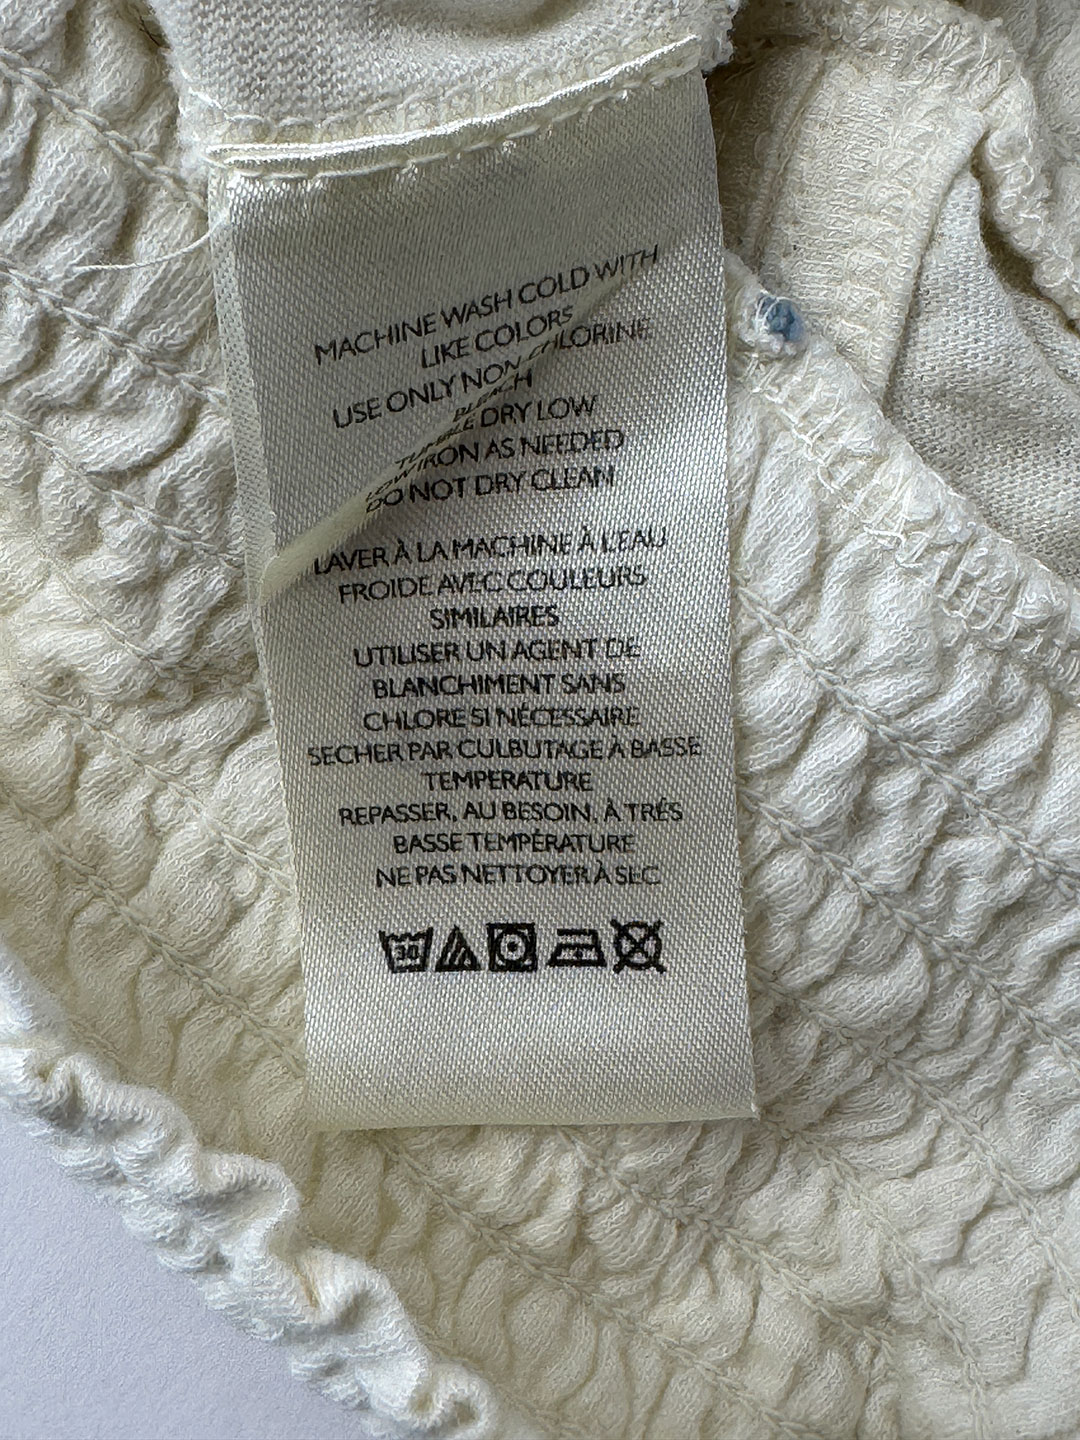 MACHINE WASH COLD WITH
LIKE COLORS
USE ONLY NON CHLORINE
BLEACH
TUMBLE DRY LOW
LOW IRON AS NEEDED
DO NOT DRY CLEAN
LAVER À LA MACHINE À L'EAU
FROIDE AVEC COULEURS
SIMILAIRES
UTILISER UN AGENT DE
BLANCHIMENT SANS
CHLORE SI NÉCESSAIRE
SECHER PAR CULBUTAGE À BASSE
TEMPERATURE
REPASSER, AU BESOIN, À TRÉS
BASSE TEMPÉRATURE
NE PAS NETTOYER À SEC
30